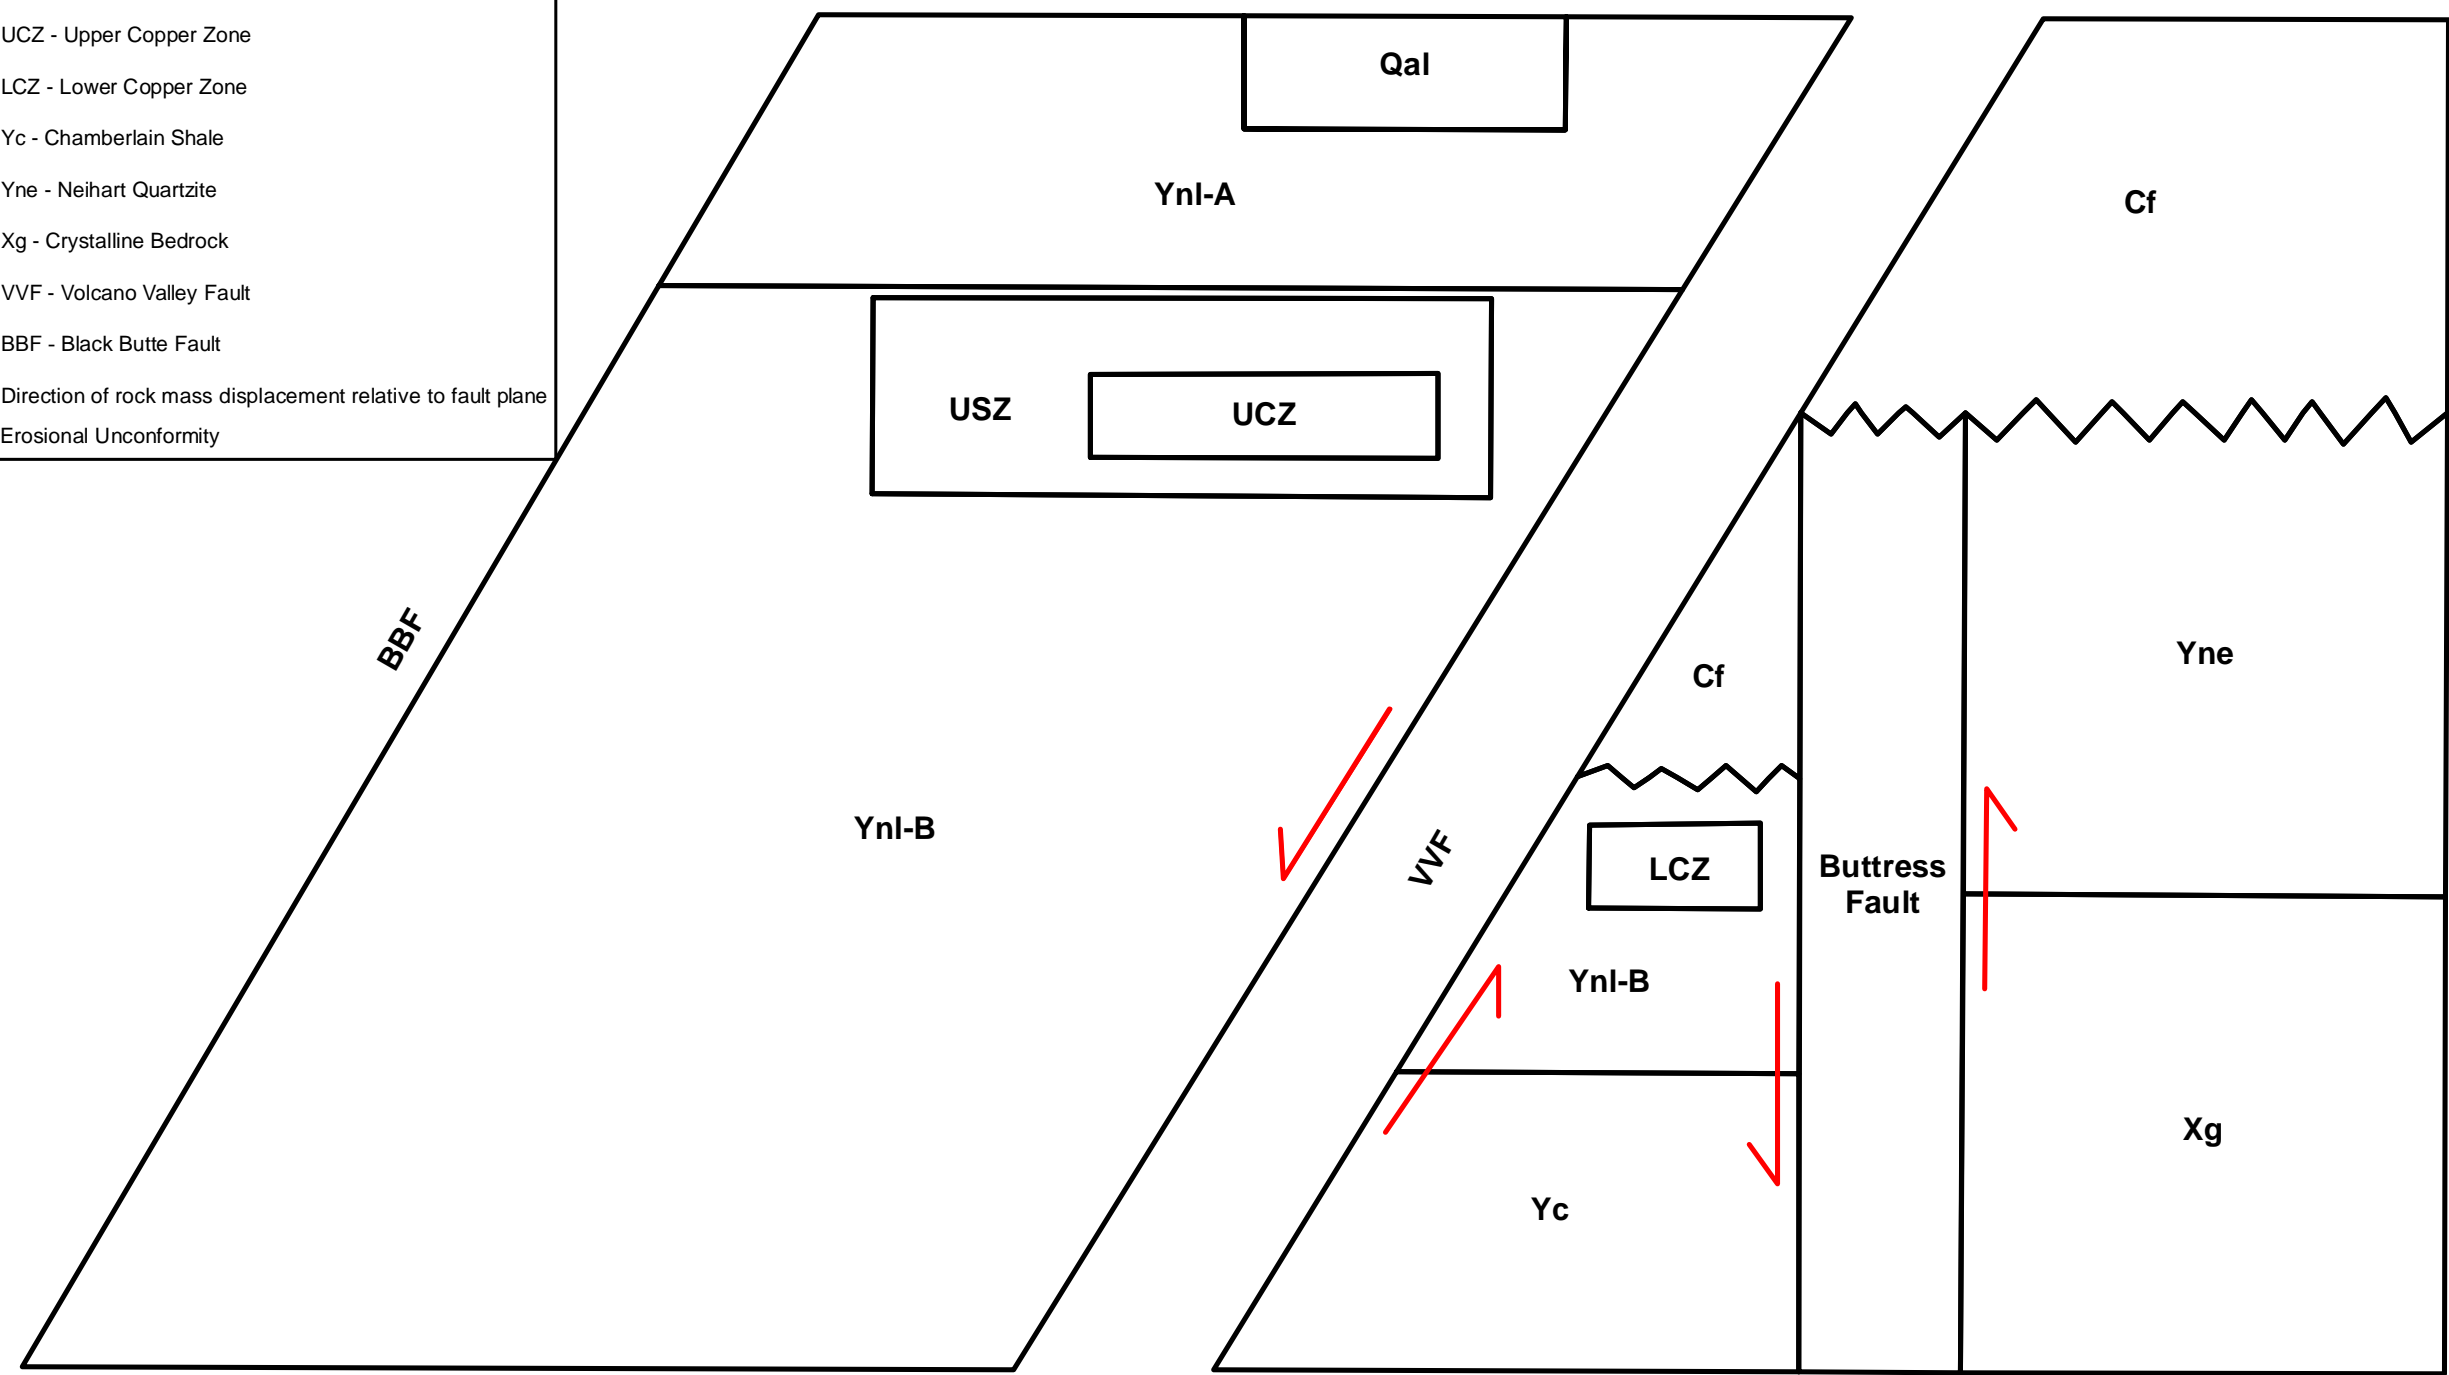 UCZ - Upper Copper Zone
LCZ - Lower Copper Zone
Yc - Chamberlain Shale
Yne - Neihart Quartzite
Xg - Crystalline Bedrock
VVF - Volcano Valley Fault
BBF - Black Butte Fault
Direction of rock mass displacement relative to fault plane
Erosional Unconformity
Qal
Ynl-A
Cf
USZ
UCZ
BBF
Yne
Cf
Ynl-B
VVF
LCZ
Buttress
Fault
Ynl-B
Xg
Yc